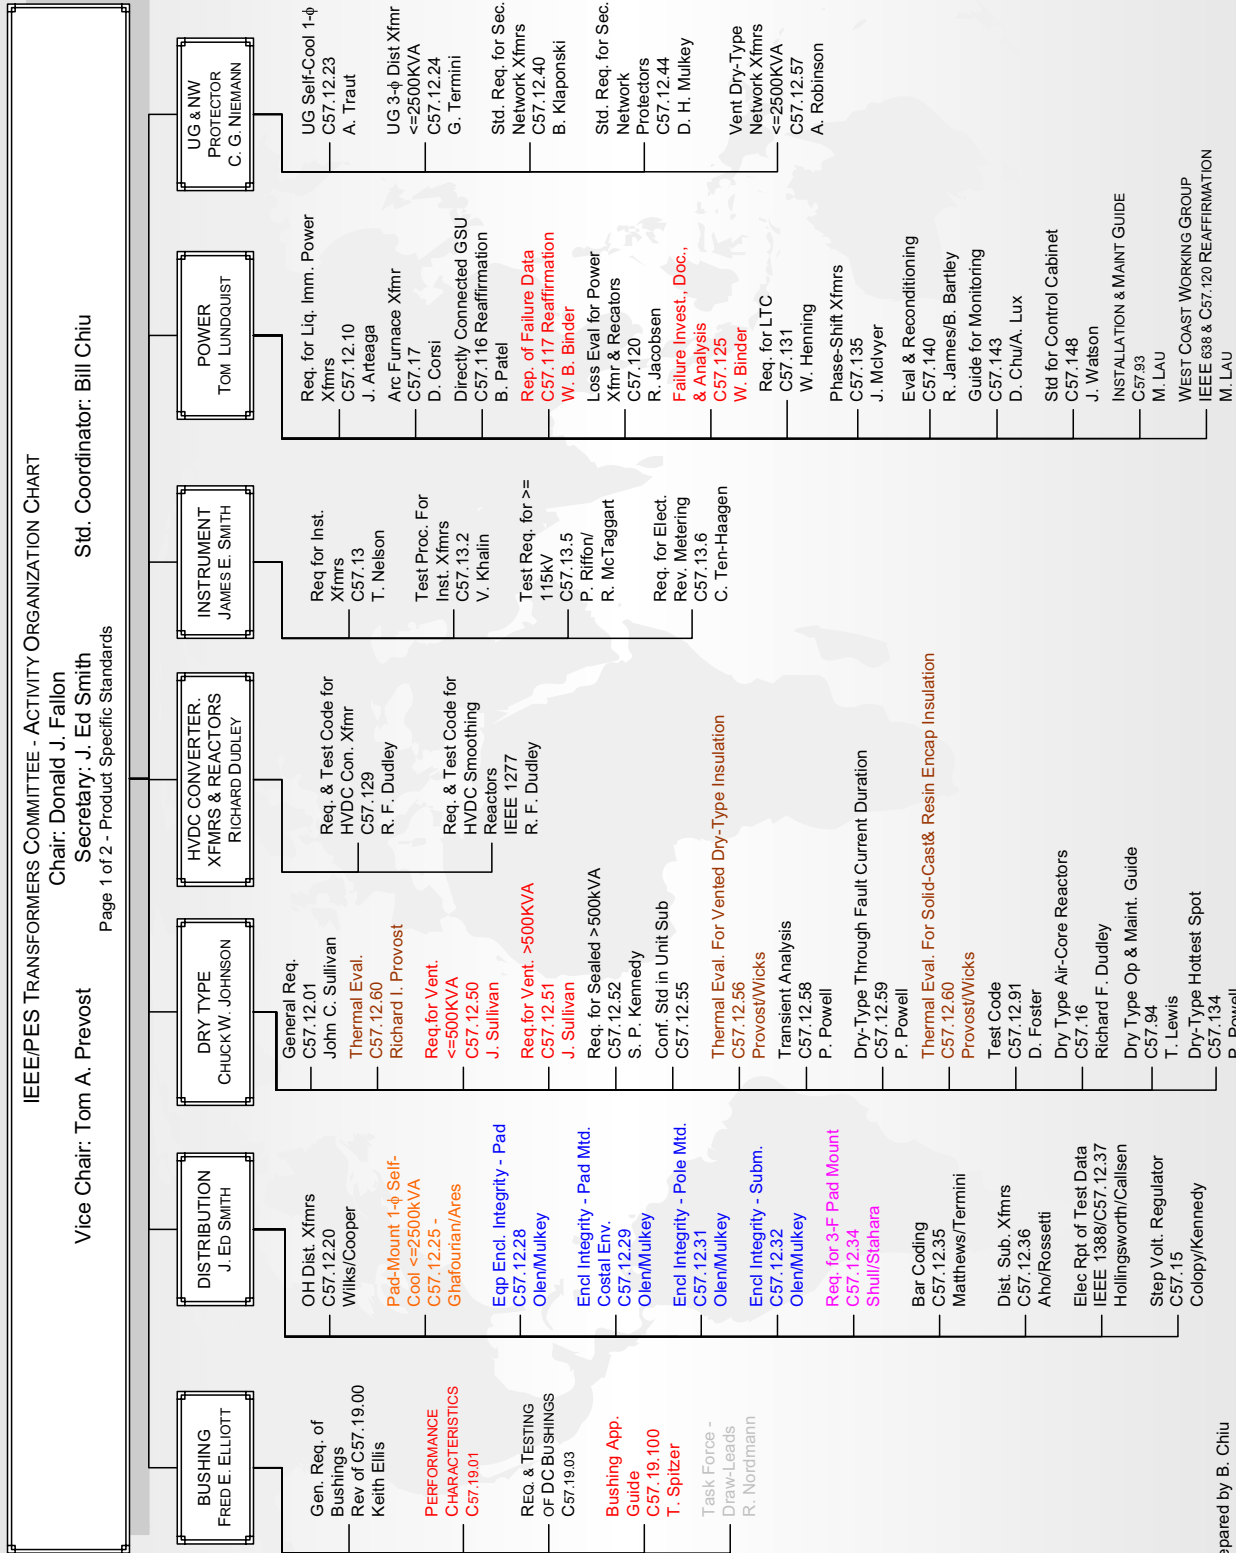 IEEE/PES TRANSFORMERS COMMITTEE - ACTIVITY ORGANIZATION CHART
Chair: Donald J. Fallon
Vice Chair: Tom A. Prevost Secretary: J. Ed Smith Std. Coordinator: Bill Chiu
Page 1 of 2 - Product Specific Standards
BUSHING
FRED E. ELLIOTT
Gen. Req. of
Bushings
Rev of C57.19.00
Keith Ellis
PERFORMANCE
CHARACTERISTICS
C57.19.01
REQ. & TESTING
OF DC BUSHINGS
C57.19.03
Bushing App.
Guide
C57.19.100
T. Spitzer
Task Force -
Draw-Leads
R. Nordmann
DISTRIBUTION
J. ED SMITH
OH Dist. Xfmrs
C57.12.20
Wilks/Cooper
Pad-Mount 1-ϕ Self-
Cool <=2500kVA
C57.12.25 -
Ghafourian/Ares
Eqp Encl. Integrity - Pad
C57.12.28
Olen/Mulkey
Encl Integrity - Pad Mtd.
Costal Env.
C57.12.29
Olen/Mulkey
Encl Integrity - Pole Mtd.
C57.12.31
Olen/Mulkey
Encl Integrity - Subm.
C57.12.32
Olen/Mulkey
Req. for 3-F Pad Mount
C57.12.34
Shull/Stahara
Bar Coding
C57.12.35
Matthews/Termini
Dist. Sub. Xfmrs
C57.12.36
Aho/Rossetti
Elec Rpt of Test Data
IEEE 1388/C57.12.37
Hollingsworth/Callsen
Step Volt. Regulator
C57.15
Colopy/Kennedy
DRY TYPE
CHUCK W. JOHNSON
General Req.
C57.12.01
John C. Sullivan
Thermal Eval.
C57.12.60
Richard I. Provost
Req.for Vent.
<=500KVA
C57.12.50
J. Sullivan
Req.for Vent. >500KVA
C57.12.51
J. Sullivan
Req. for Sealed >500kVA
C57.12.52
S. P. Kennedy
Conf. Std in Unit Sub
C57.12.55
Thermal Eval. For Vented Dry-Type Insulation
C57.12.56
Provost/Wicks
Transient Analysis
C57.12.58
P. Powell
Dry-Type Through Fault Current Duration
C57.12.59
P. Powell
Thermal Eval. For Solid-Cast& Resin Encap Insulation
C57.12.60
Provost/Wicks
Test Code
C57.12.91
D. Foster
Dry Type Air-Core Reactors
C57.16
Richard F. Dudley
Dry Type Op & Maint. Guide
C57.94
T. Lewis
Dry-Type Hottest Spot
C57.134
P. Powell
HVDC CONVERTER.
XFMRS & REACTORS
RICHARD DUDLEY
Req. & Test Code for
HVDC Con. Xfmr
C57.129
R. F. Dudley
Req. & Test Code for
HVDC Smoothing
Reactors
IEEE 1277
R. F. Dudley
INSTRUMENT
JAMES E. SMITH
Req for Inst.
Xfmrs
C57.13
T. Nelson
Test Proc. For
Inst. Xfmrs
C57.13.2
V. Khalin
Test Req. for >=
115kV
C57.13.5
P. Riffon/
R. McTaggart
Req. for Elect.
Rev. Metering
C57.13.6
C. Ten-Haagen
POWER
TOM LUNDQUIST
Req. for Liq. Imm. Power
Xfmrs
C57.12.10
J. Arteaga
Arc Furnace Xfmr
C57.17
D. Corsi
Directly Connected GSU
C57.116 Reaffirmation
B. Patel
Rep. of Failure Data
C57.117 Reaffirmation
W. B. Binder
Loss Eval for Power
Xfmr & Recators
C57.120
R. Jacobsen
Failure Invest., Doc.,
& Analysis
C57.125
W. Binder
Req. for LTC
C57.131
W. Henning
Phase-Shift Xfmrs
C57.135
J. McIvyer
Eval & Reconditioning
C57.140
R. James/B. Bartley
Guide for Monitoring
C57.143
D. Chu/A. Lux
Std for Control Cabinet
C57.148
J. Watson
INSTALLATION & MAINT GUIDE
C57.93
M. LAU
WEST COAST WORKING GROUP
IEEE 638 & C57.120 REAFFIRMATION
M. LAU
UG & NW
PROTECTOR
C. G. NIEMANN
UG Self-Cool 1-ϕ
C57.12.23
A. Traut
UG 3-ϕ Dist Xfmr
<=2500KVA
C57.12.24
G. Termini
Std. Req. for Sec.
Network Xfmrs
C57.12.40
B. Klaponski
Std. Req. for Sec.
Network
Protectors
C57.12.44
D. H. Mulkey
Vent Dry-Type
Network Xfmrs
<=2500KVA
C57.12.57
A. Robinson
epared by B. Chiu